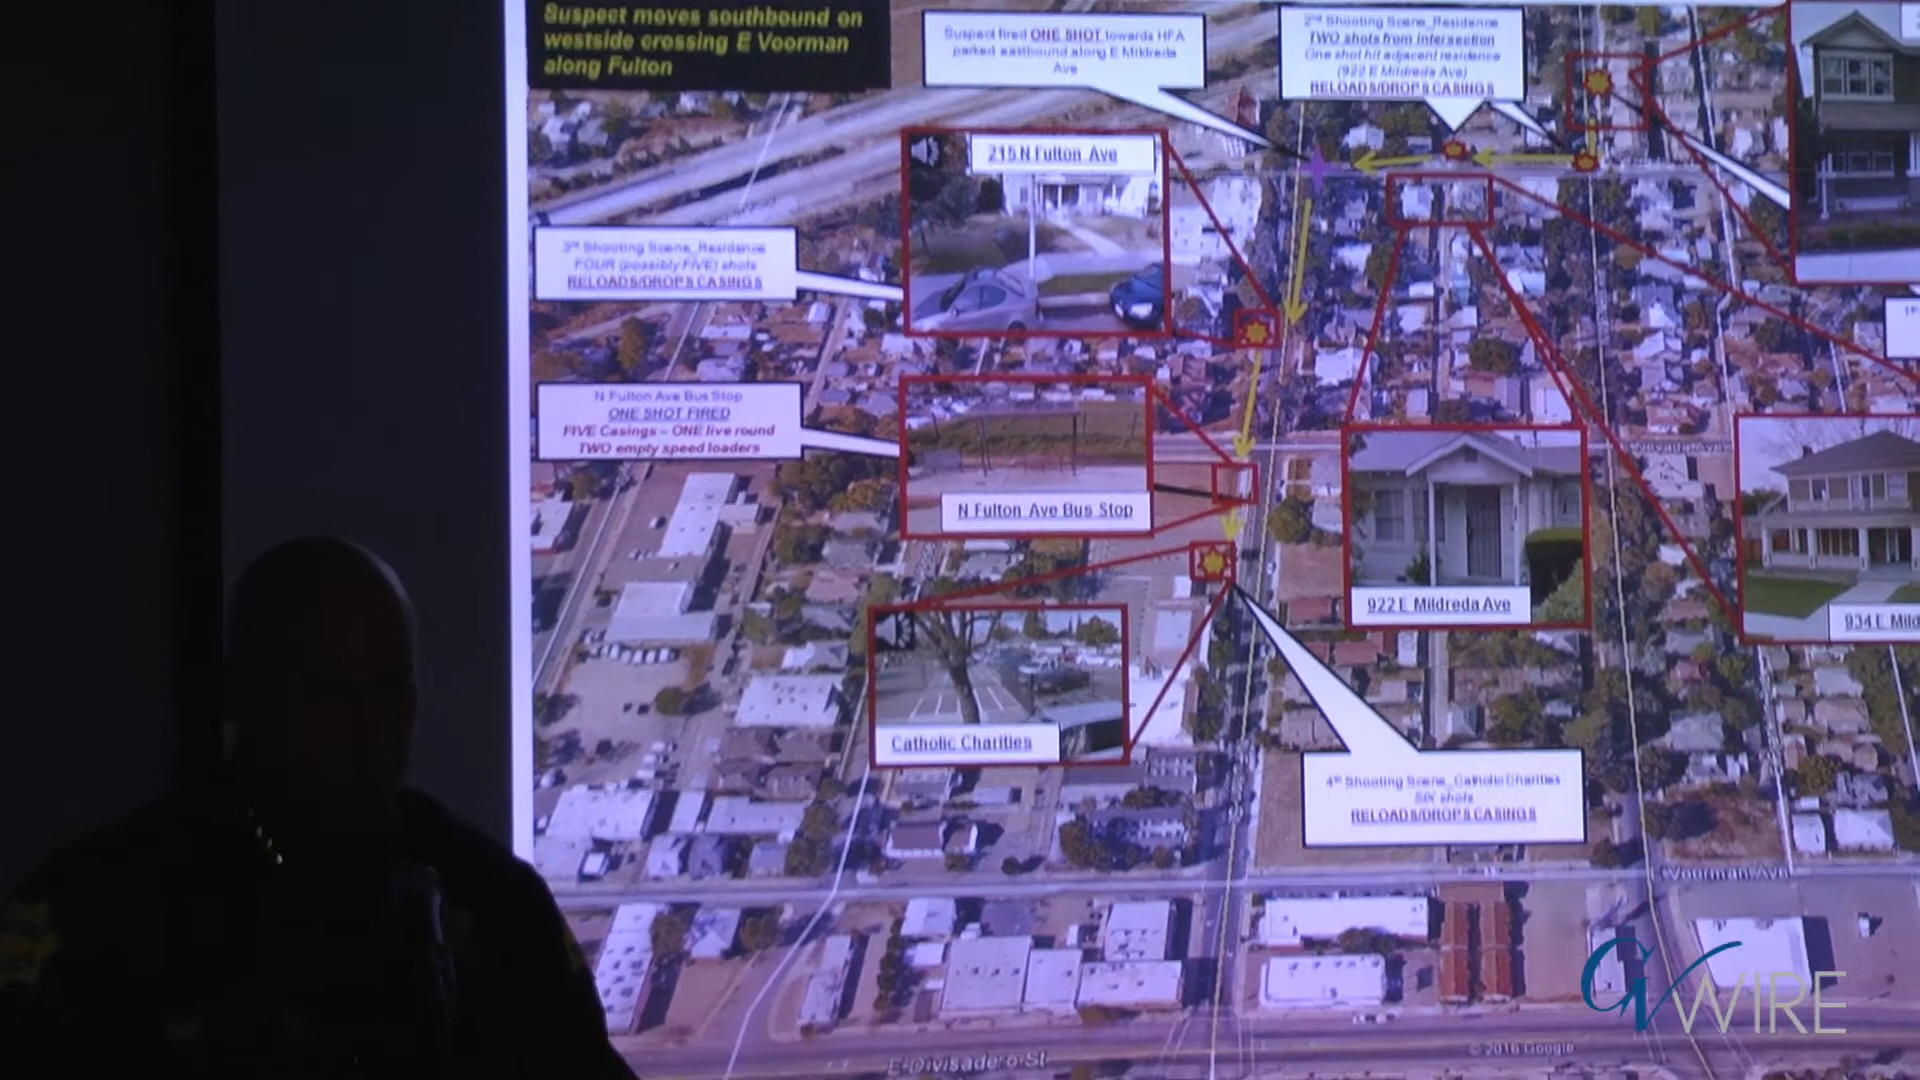 Suspect moves southbound on
westside crossing E Voorman
along Fulton
Suspect fired ONE SHOT towards HFA
parked eastbound along E Mildreda
Ave
2nd Shooting Scene_Residence
TWO shots from intersection
One shot hit adjacent residence
(922 E Mildreda Ave)
RELOADS/DROPS CASINGS
215 N Fulton Ave
3rd Shooting Scene_Residence
FOUR (possibly FIVE) shots
RELOADS/DROPS CASINGS
N Fulton Ave Bus Stop
ONE SHOT FIRED
FIVE Casings – ONE live round
TWO empty speed loaders
N Fulton Ave Bus Stop
922 E Mildreda Ave
934 E Mild
Catholic Charities
4th Shooting Scene_Catholic Charities
SIX shots
RELOADS/DROPS CASINGS
E Voorman Ave
E Divisadero St
© 2016 Google
GV WIRE